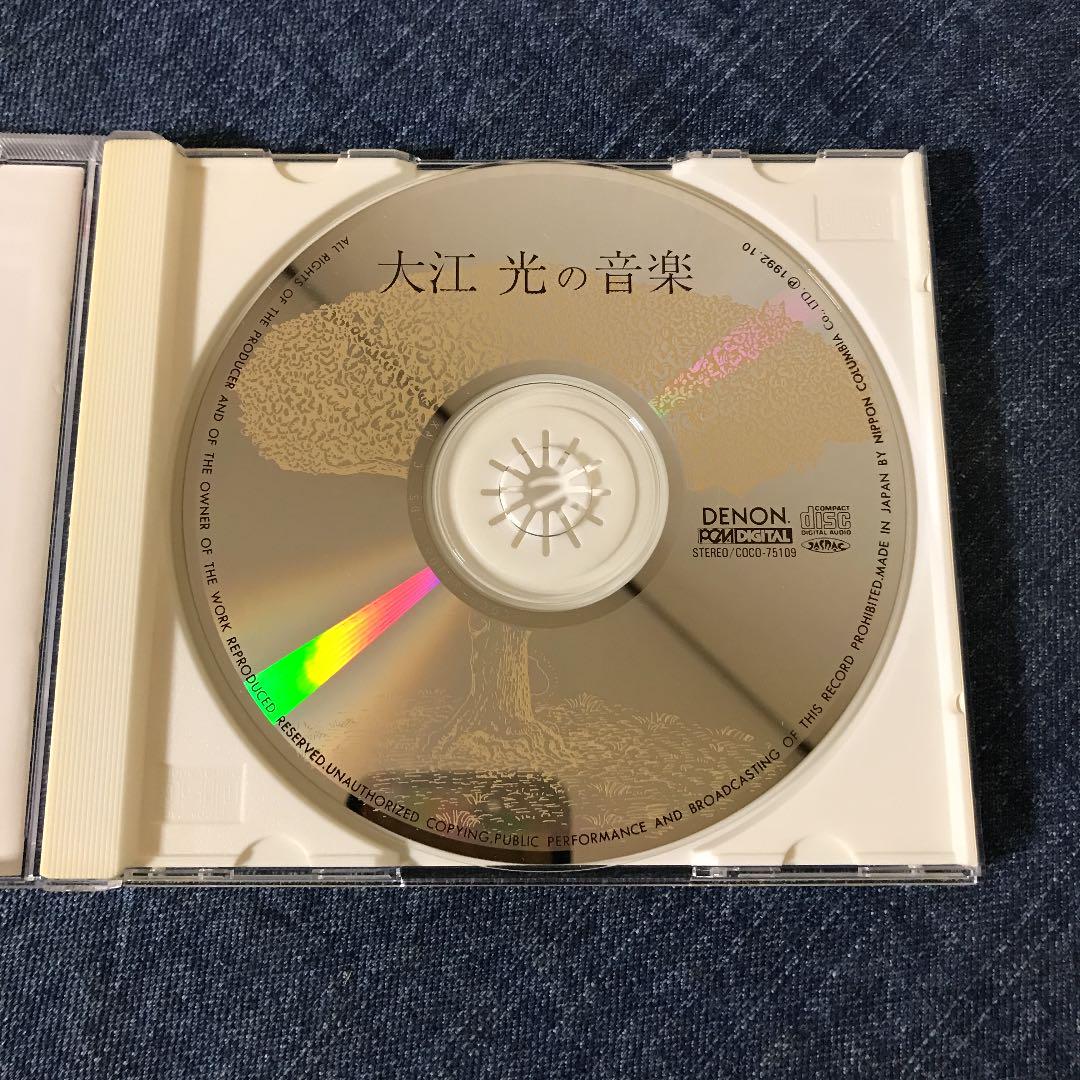 大江 光の音楽
DENON.
PCM DIGITAL
STEREO/COCO-75109
COMPACT
disc
DIGITAL AUDIO
JASRAC
ALL RIGHTS OF THE PRODUCER AND OF THE OWNER OF THE WORK REPRODUCED RESERVED.UNAUTHORIZED COPYING,PUBLIC PERFORMANCE AND BROADCASTING OF THIS RECORD PROHIBITED.MADE IN JAPAN BY NIPPON COLUMBIA CO., LTD. ℗ 1992.10